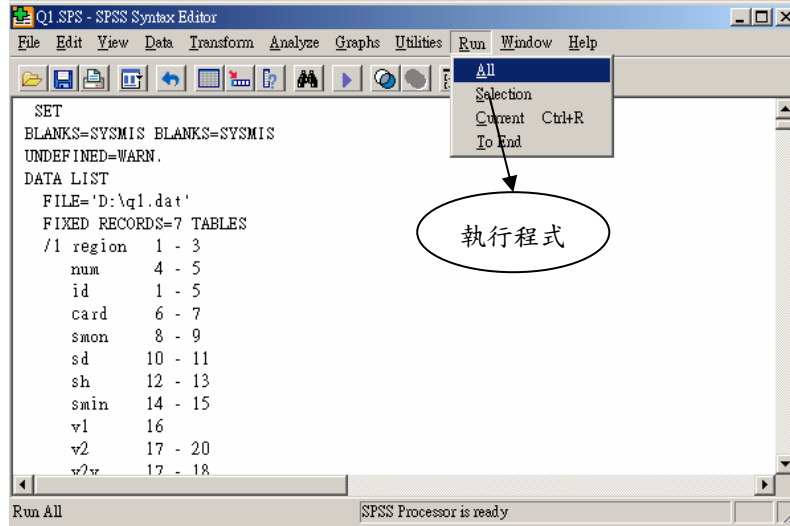 Q1.SPS - SPSS Syntax Editor
File Edit View Data Transform Analyze Graphs Utilities Run Window Help
All
Selection
Current Ctrl+R
To End
SET
BLANKS=SYSMIS BLANKS=SYSMIS
UNDEFINED=WARN.
DATA LIST
FILE='D:\q1.dat'
FIXED RECORDS=7 TABLES
/1 region 1 - 3
num 4 - 5
id 1 - 5
card 6 - 7
smon 8 - 9
sd 10 - 11
sh 12 - 13
smin 14 - 15
v1 16
v2 17 - 20
v2y 17 - 18
執行程式
Run All
SPSS Processor is ready